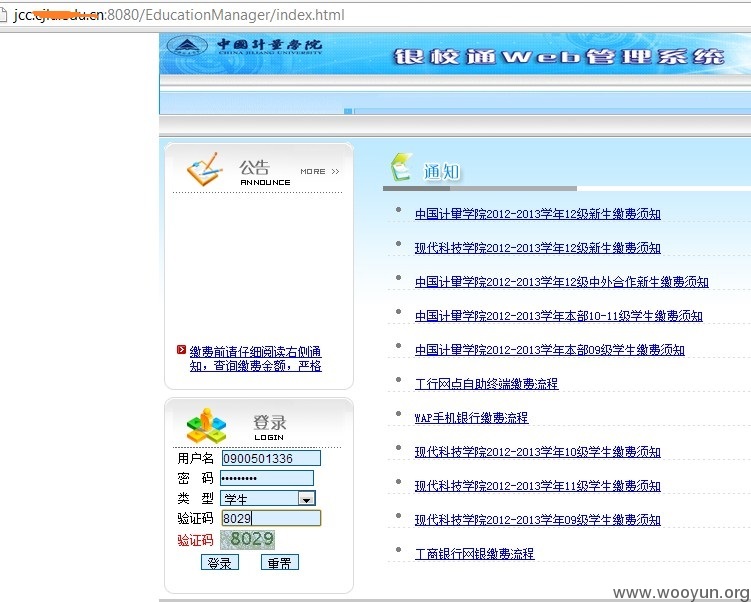 jcc.cjlu.edu.cn:8080/EducationManager/index.html
中国计量学院
CHINA JILIANG UNIVERSITY
银校通Web管理系统
公告
ANNOUNCE
MORE >>
缴费前请仔细阅读右侧通
知，查询缴费金额，严格
通知
中国计量学院2012-2013学年12级新生缴费须知
现代科技学院2012-2013学年12级新生缴费须知
中国计量学院2012-2013学年12级中外合作新生缴费须知
中国计量学院2012-2013学年本部10-11级学生缴费须知
中国计量学院2012-2013学年本部09级学生缴费须知
工行网点自助终端缴费流程
WAP手机银行缴费流程
现代科技学院2012-2013学年10级学生缴费须知
现代科技学院2012-2013学年11级学生缴费须知
现代科技学院2012-2013学年09级学生缴费须知
工商银行网银缴费流程
登录
LOGIN
用户名 0900501336
密 码 •••••••••
类 型 学生
验证码 8029
验证码 8029
登录 重置
www.wooyun.org